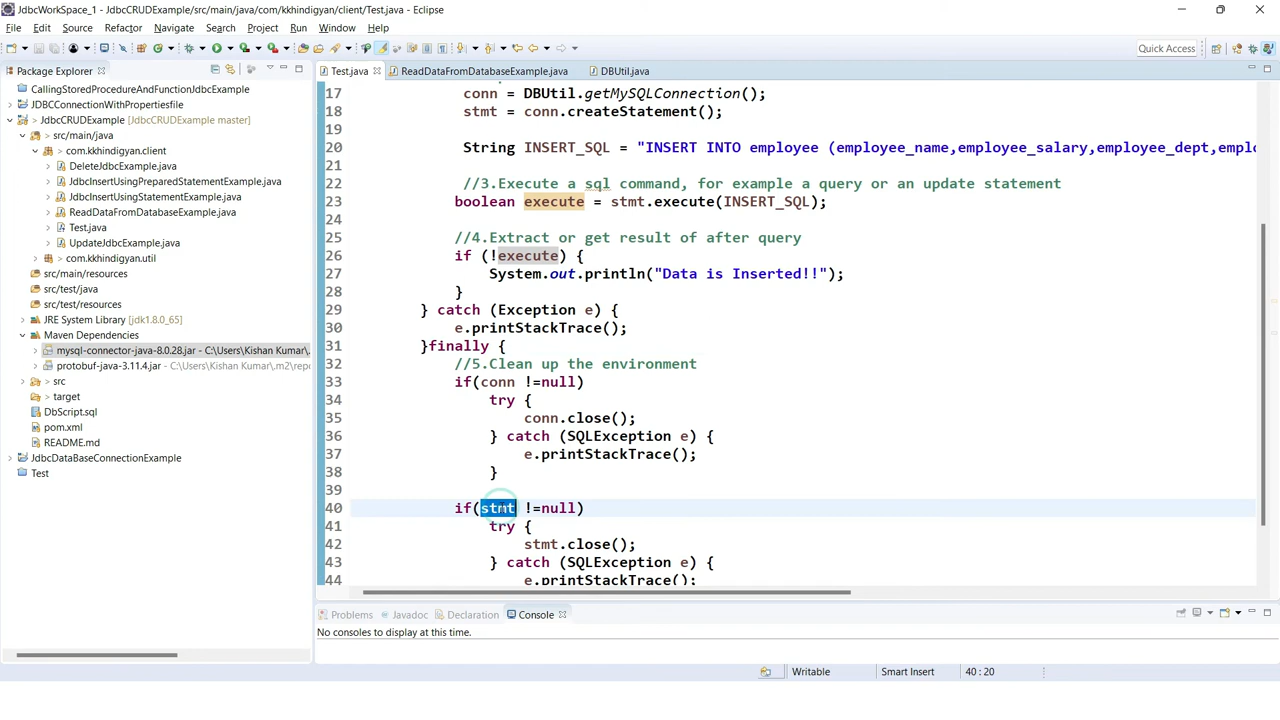 JdbcWorkSpace_1 - JdbcCRUDExample/src/main/java/com/kkhindigyan/client/Test.java - Eclipse
File Edit Source Refactor Navigate Search Project Run Window Help
Quick Access
Package Explorer
CallingStoredProcedureAndFunctionJdbcExample
JDBCConnectionWithPropertiesfile
> JdbcCRUDExample [JdbcCRUDExample master]
> src/main/java
> com.kkhindigyan.client
DeleteJdbcExample.java
JdbcInsertUsingPreparedStatementExample.java
JdbcInsertUsingStatementExample.java
ReadDataFromDatabaseExample.java
Test.java
UpdateJdbcExample.java
> com.kkhindigyan.util
src/main/resources
src/test/java
src/test/resources
JRE System Library [jdk1.8.0_65]
Maven Dependencies
mysql-connector-java-8.0.28.jar - C:\Users\Kishan Kumar\.
protobuf-java-3.11.4.jar - C:\Users\Kishan Kumar\.m2\repo
> src
> target
DbScript.sql
pom.xml
README.md
JdbcDataBaseConnectionExample
Test
Test.java ReadDataFromDatabaseExample.java DBUtil.java
17 conn = DBUtil.getMySQLConnection();
18 stmt = conn.createStatement();
19
20 String INSERT_SQL = "INSERT INTO employee (employee_name,employee_salary,employee_dept,emplo
21
22 //3.Execute a sql command, for example a query or an update statement
23 boolean execute = stmt.execute(INSERT_SQL);
24
25 //4.Extract or get result of after query
26 if (!execute) {
27 System.out.println("Data is Inserted!!");
28 }
29 } catch (Exception e) {
30 e.printStackTrace();
31 }finally {
32 //5.Clean up the environment
33 if(conn !=null)
34 try {
35 conn.close();
36 } catch (SQLException e) {
37 e.printStackTrace();
38 }
39
40 if(stmt !=null)
41 try {
42 stmt.close();
43 } catch (SQLException e) {
44 e.printStackTrace();
Problems Javadoc Declaration Console
No consoles to display at this time.
Writable Smart Insert 40 : 20